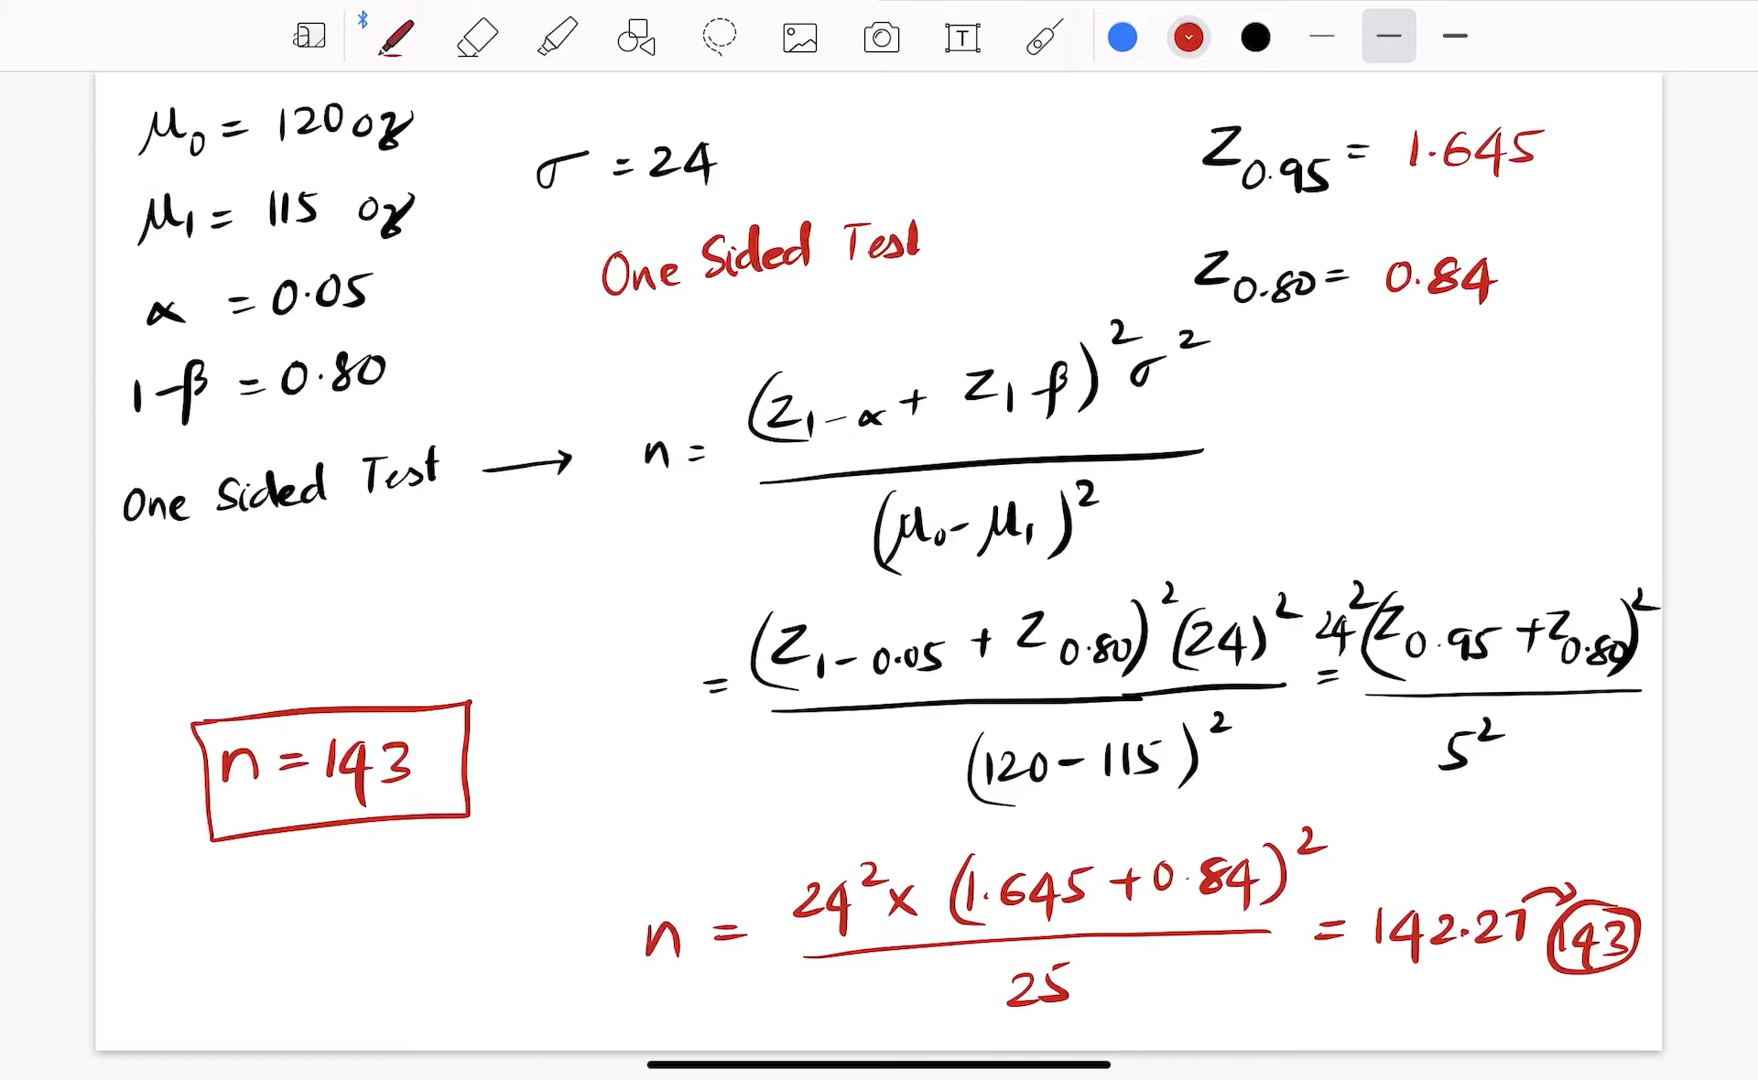 μ₀ = 120 oz
σ = 24
Z₀.₉₅ = 1.645
μ₁ = 115 oz
One Sided Test
Z₀.₈₀ = 0.84
α = 0.05
1-β = 0.80
One Sided Test → n = (Z₁₋α + Z₁ β)² σ² / (μ₀ - μ₁)²
= (Z₁₋₀.₀₅ + Z₀.₈₀)² (24)² / (120 - 115)² = 24² (Z₀.₉₅ + Z₀.₈₀)² / 5²
n = 143
n = 24² x (1.645 + 0.84)² / 25 = 142.27 → 143